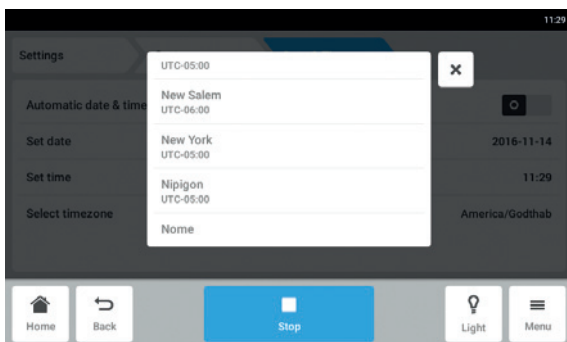 11:29
Settings
UTC-05:00
New Salem
UTC-06:00
New York
UTC-05:00
Nipigon
UTC-05:00
Nome
Automatic date & time
Set date
2016-11-14
Set time
11:29
Select timezone
America/Godthab
Home
Back
Stop
Light
Menu